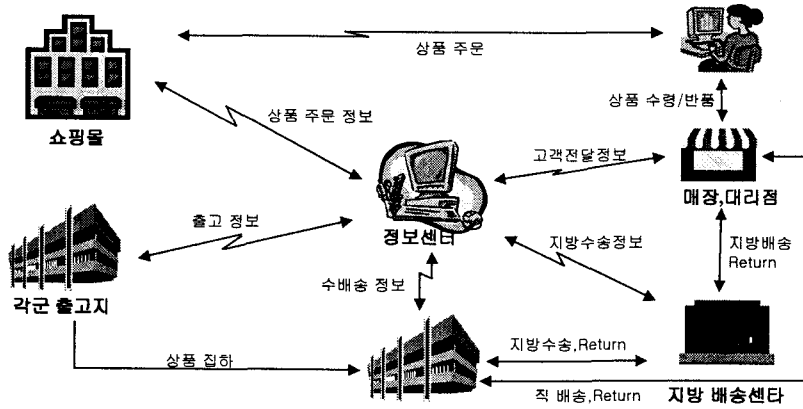 상품 주문
상품 수령/반품
쇼핑몰
상품 주문 정보
고객전달정보
매장,대리점
정보센터
출고 정보
지방수송정보
지방배송
Return
각군 출고지
수배송 정보
상품 집하
지방수송,Return
직 배송,Return
지방 배송센타